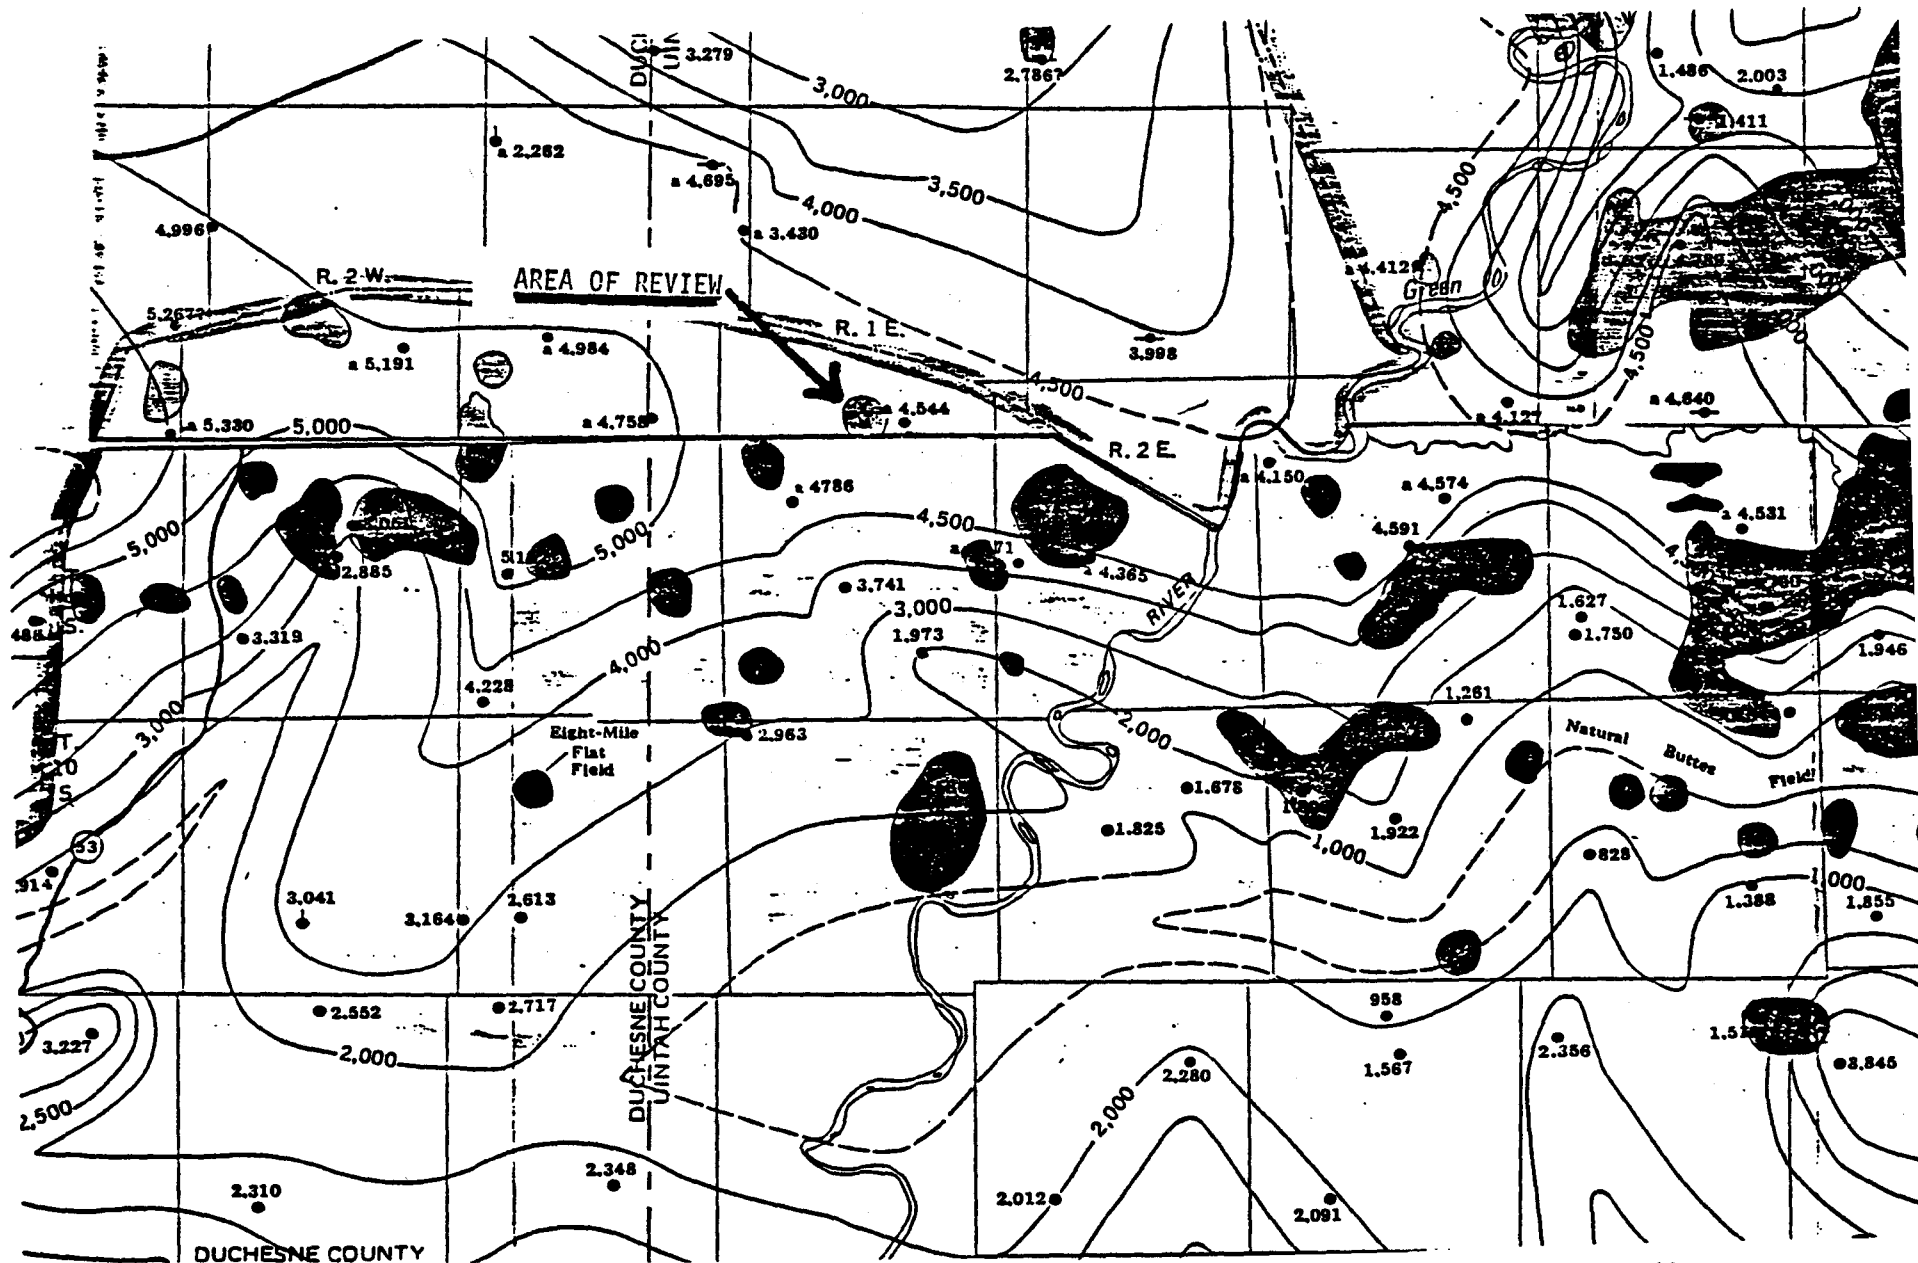 3.279
2.786?
1.486
2.003
3,000
1.411
a 2,262
a 4.695
3,500
4,500
4,000
4.996
a 3.430
R. 2 W.
AREA OF REVIEW
a 4.412
Green
5.267?
R. 1 E.
a 4.984
3.998
a 5.191
4,500
4,500
a 4.640
a 4.544
a 4.127
a 5.330
5,000
a 4.758
R. 2 E.
a 4.150
a 4.574
a 4786
4,500
a 4.531
5,000
5,000
4.591
2.885
a 4.365
3.741
RIVER
1.627
3,000
1.973
1.750
3.319
S.
1.946
4,000
4.228
1.261
3,000
2,000
2.963
Eight-Mile
Flat
Field
Natural Buttes Field
T.
10
S.
1.678
1.825
1.922
53
1,000
828
.914
1,000
1.388
1.855
3.041
3.164
2.613
DUCHESNE COUNTY
UINTAH COUNTY
958
2.552
2.717
3.227
2,000
2.280
1.567
2.356
3.845
2,500
2,000
2.348
2.310
2,012
2,091
DUCHESNE COUNTY